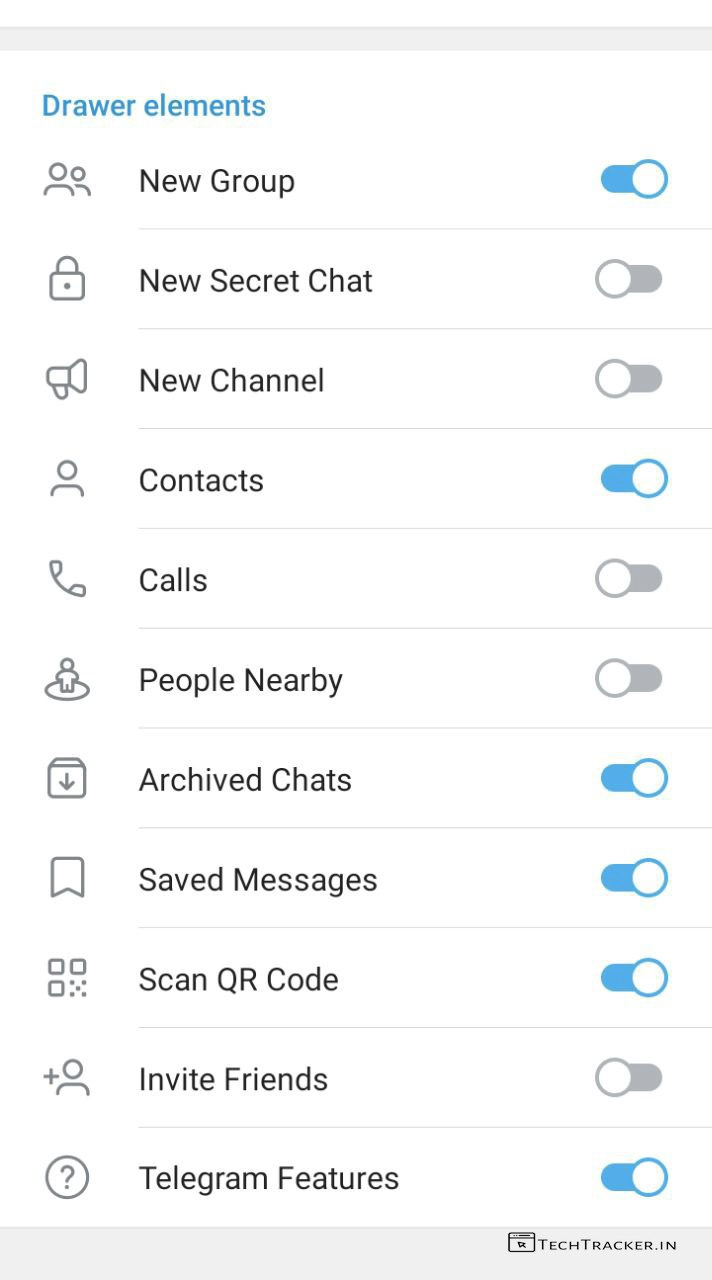 Drawer elements
New Group
New Secret Chat
New Channel
Contacts
Calls
People Nearby
Archived Chats
Saved Messages
Scan QR Code
Invite Friends
Telegram Features
TECHTRACKER.IN